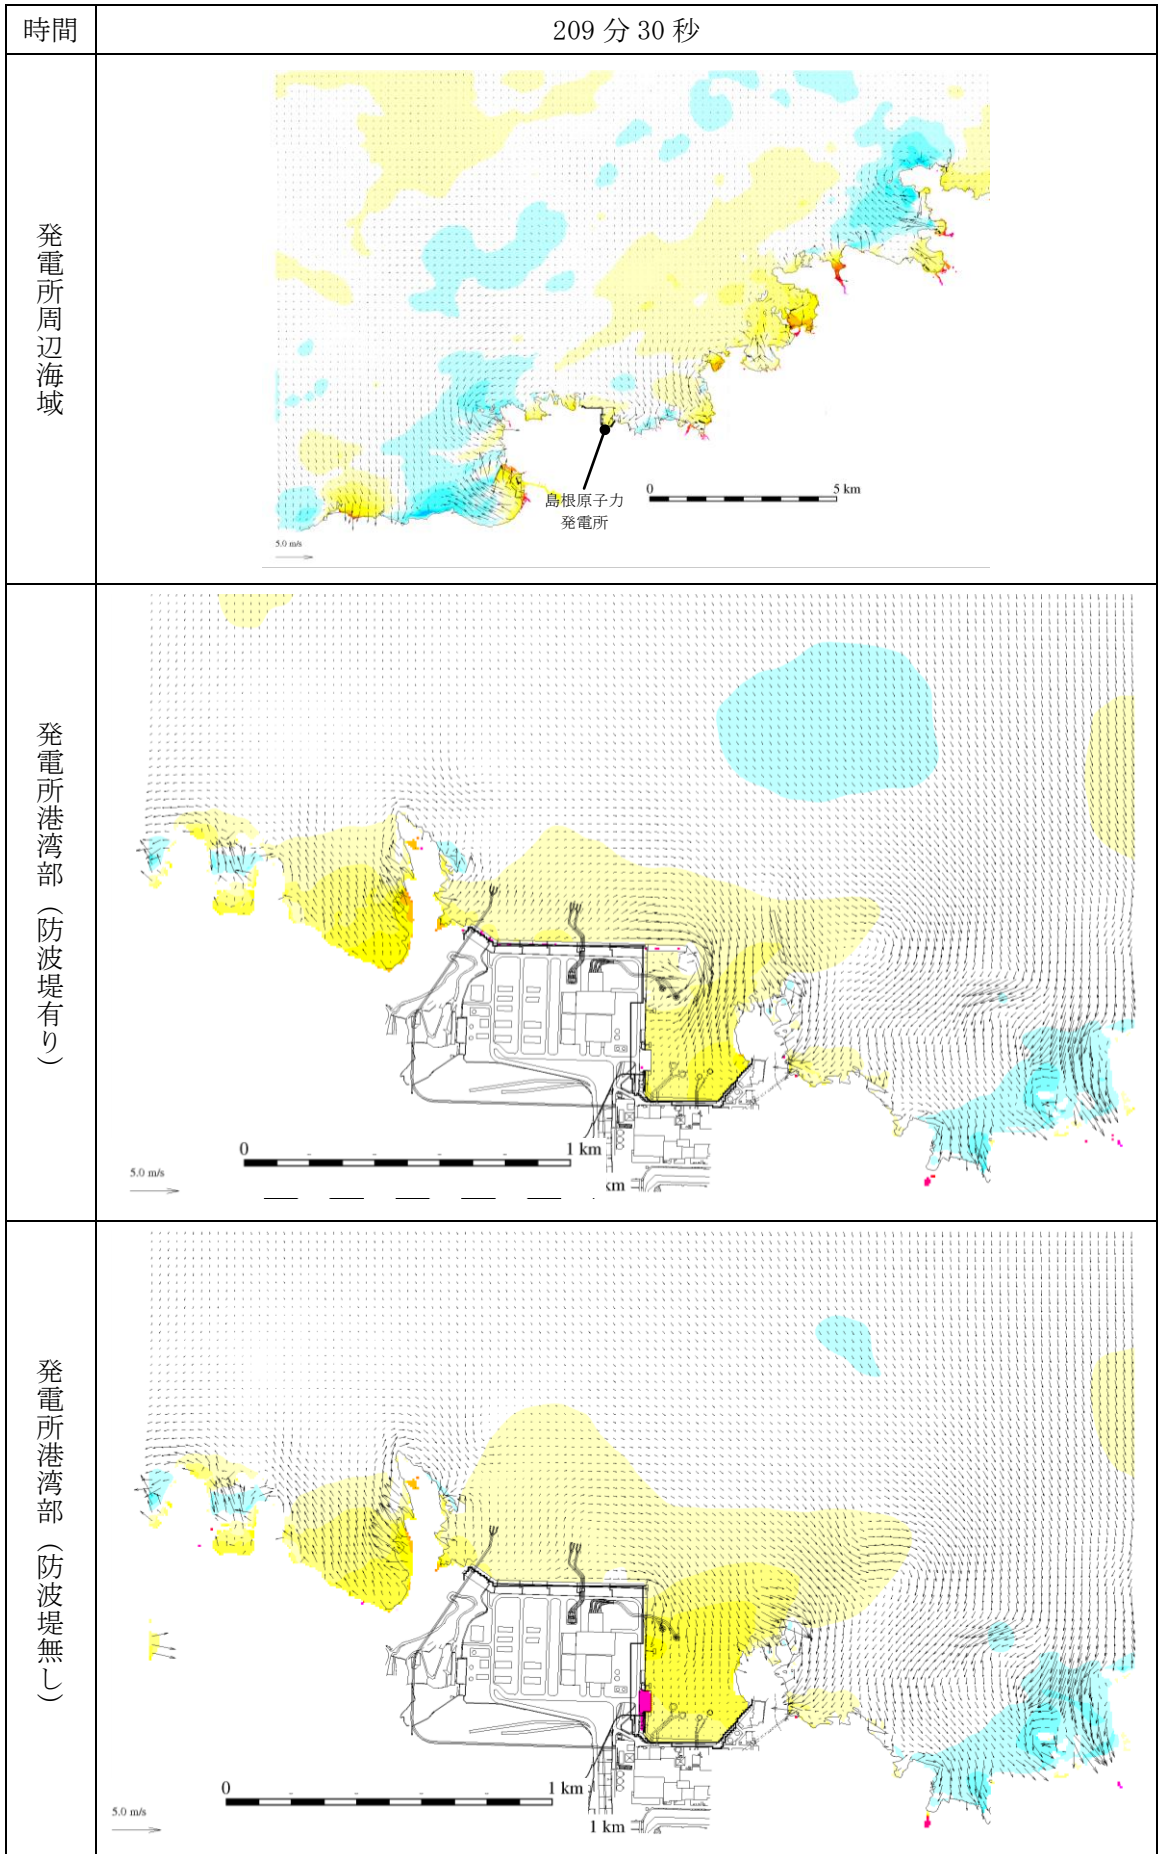 時間
209 分 30 秒
発電所周辺海域
島根原子力
発電所
0
5 km
5.0 m/s
発電所港湾部（防波堤有り）
0
1 km
5.0 m/s
km
発電所港湾部（防波堤無し）
0
1 km
5.0 m/s
1 km